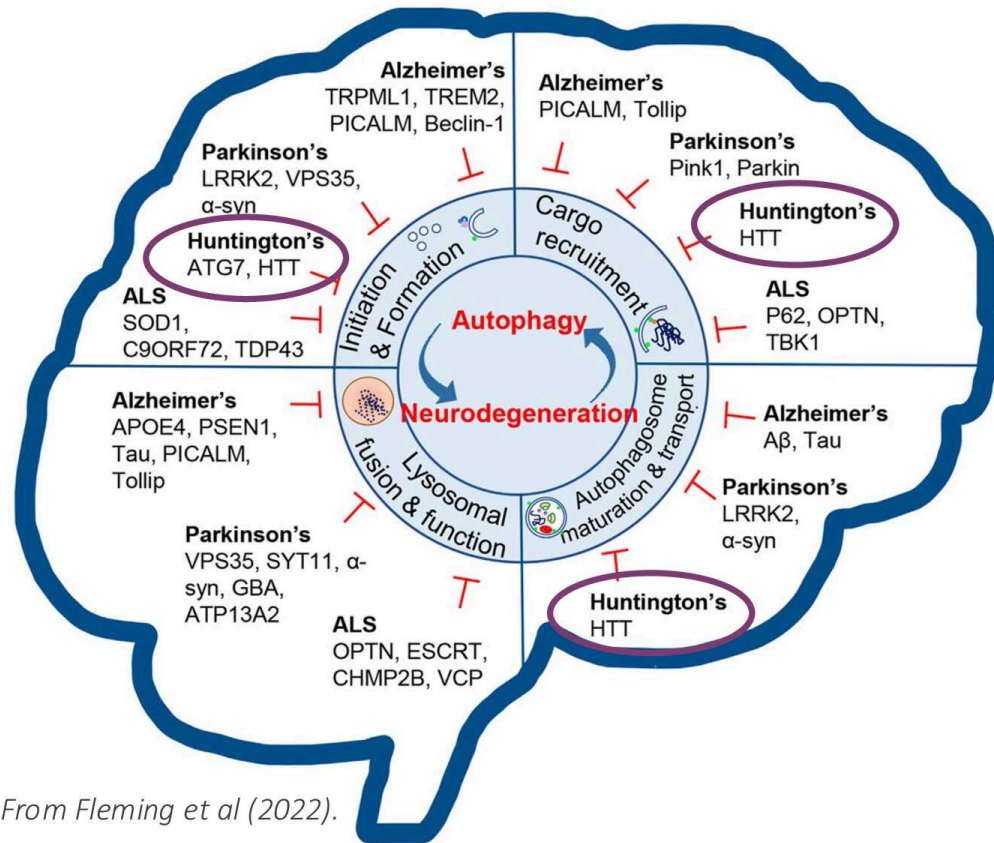 Alzheimer's
TRPML1, TREM2,
PICALM, Beclin-1
Parkinson's
LRRK2, VPS35,
α-syn
Huntington's
ATG7, HTT
ALS
SOD1,
C9ORF72, TDP43
Alzheimer's
PICALM, Tollip
Parkinson's
Pink1, Parkin
Huntington's
HTT
ALS
P62, OPTN,
TBK1
Initiation
& Formation
Cargo
recruitment
Autophagy
Neurodegeneration
Lysosomal
fusion & function
Autophagosome
maturation & transport
Alzheimer's
APOE4, PSEN1,
Tau, PICALM,
Tollip
Parkinson's
VPS35, SYT11, α-
syn, GBA,
ATP13A2
ALS
OPTN, ESCRT,
CHMP2B, VCP
Alzheimer's
Aβ, Tau
Parkinson's
LRRK2,
α-syn
Huntington's
HTT
From Fleming et al (2022).